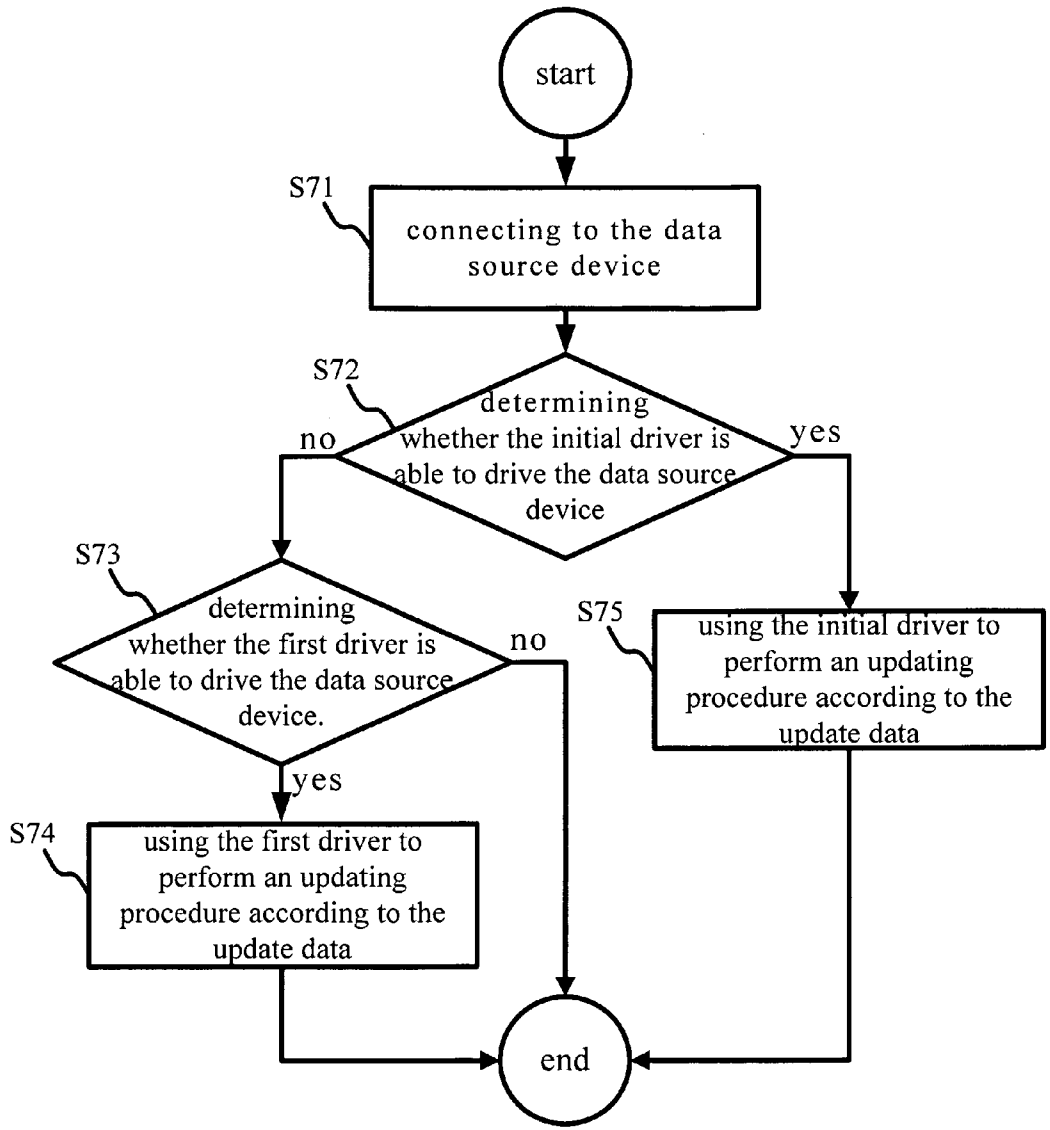 start
S71
connecting to the data
source device
S72
determining
whether the initial driver is
able to drive the data source
device
no
yes
S73
determining
whether the first driver is
able to drive the data source
device.
no
yes
S75
using the initial driver to
perform an updating
procedure according to the
update data
S74
using the first driver to
perform an updating
procedure according to the
update data
end